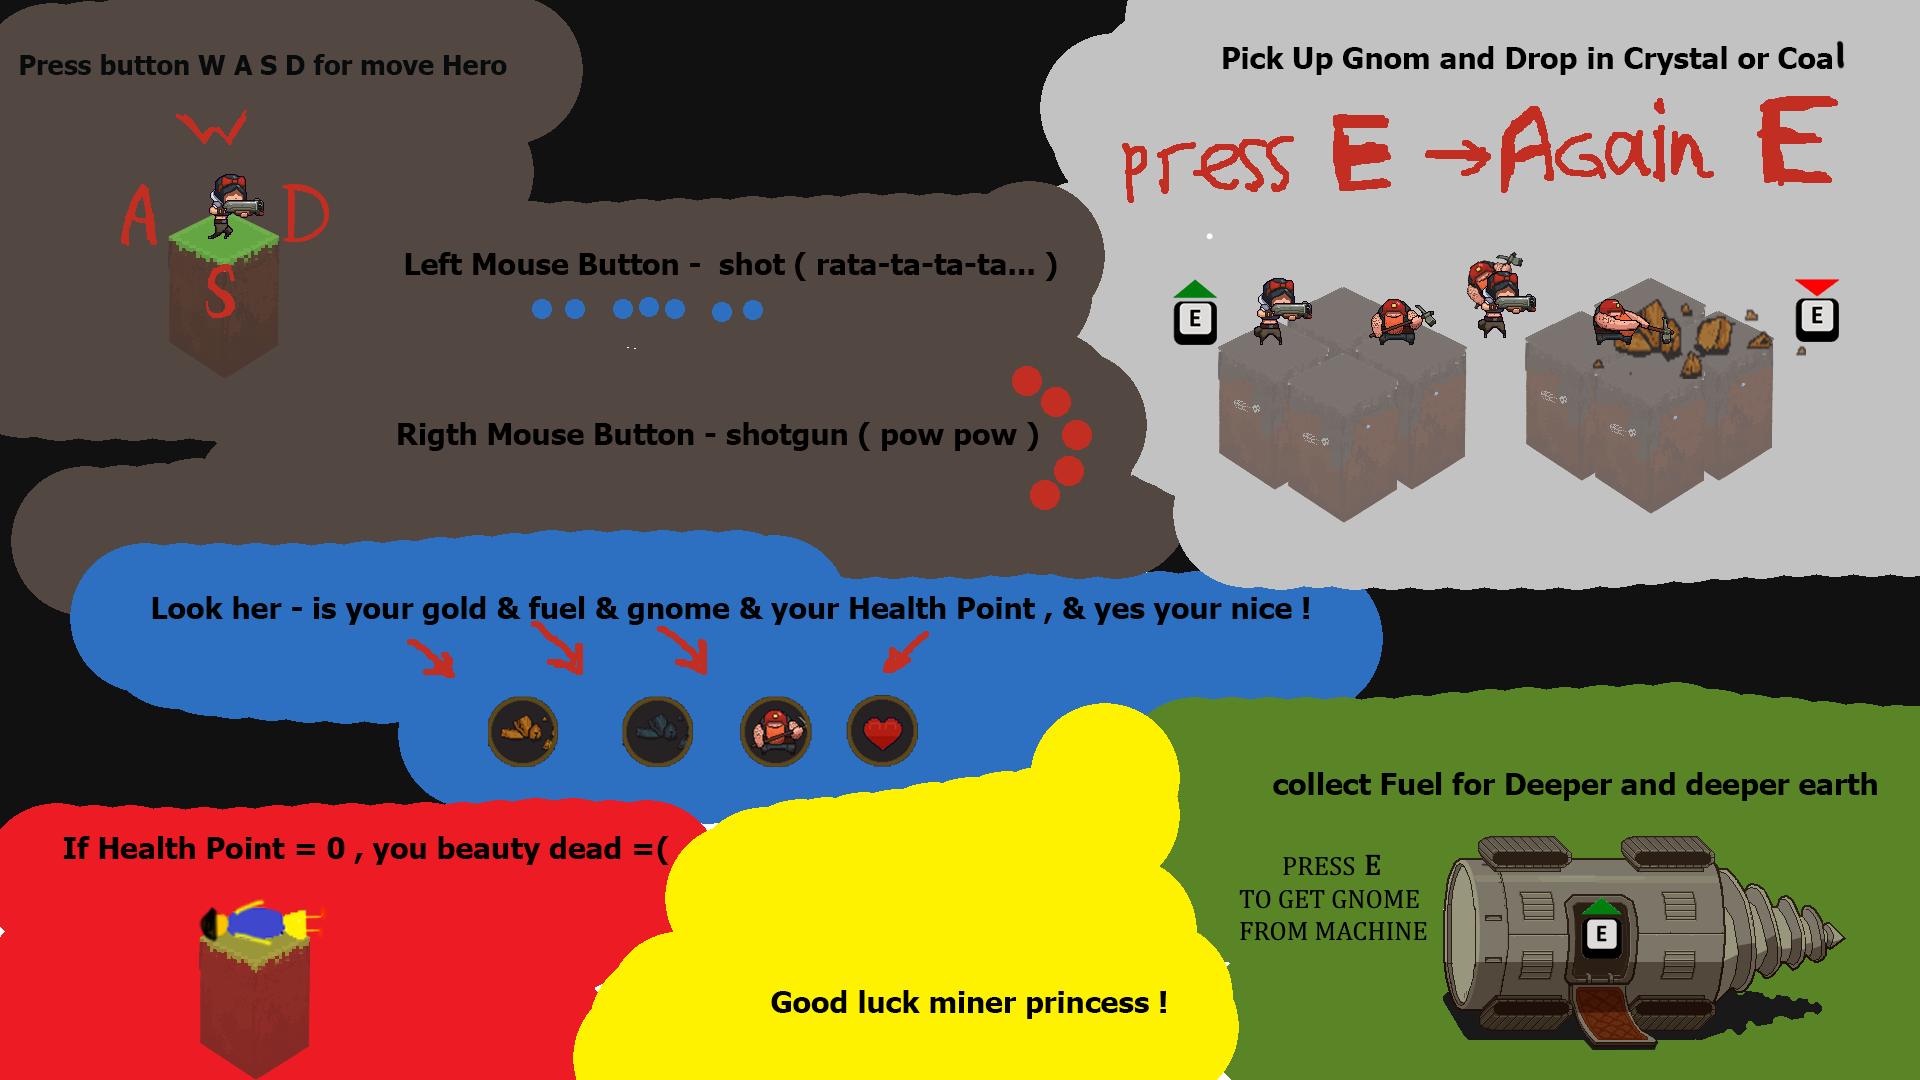 Press button W A S D for move Hero
W
A D
S
Left Mouse Button - shot ( rata-ta-ta-ta... )
Rigth Mouse Button - shotgun ( pow pow )
Pick Up Gnom and Drop in Crystal or Coal
press E → Again E
E
E
Look her - is your gold & fuel & gnome & your Health Point , & yes your nice !
If Health Point = 0 , you beauty dead =(
Good luck miner princess !
collect Fuel for Deeper and deeper earth
PRESS E
TO GET GNOME
FROM MACHINE
E